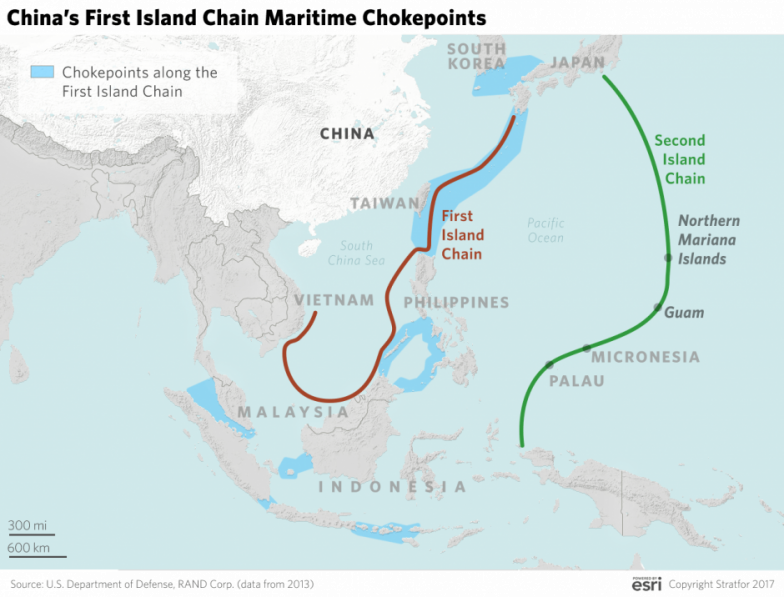 China's First Island Chain Maritime Chokepoints
Chokepoints along the
First Island Chain
SOUTH
KOREA
JAPAN
CHINA
Second
Island
Chain
TAIWAN
First
Island
Chain
Pacific
Ocean
Northern
Mariana
Islands
South
China Sea
VIETNAM
PHILIPPINES
Guam
MICRONESIA
PALAU
MALAYSIA
INDONESIA
300 mi
600 km
Source: U.S. Department of Defense, RAND Corp. (data from 2013)
POWERED BY
esri
Copyright Stratfor 2017